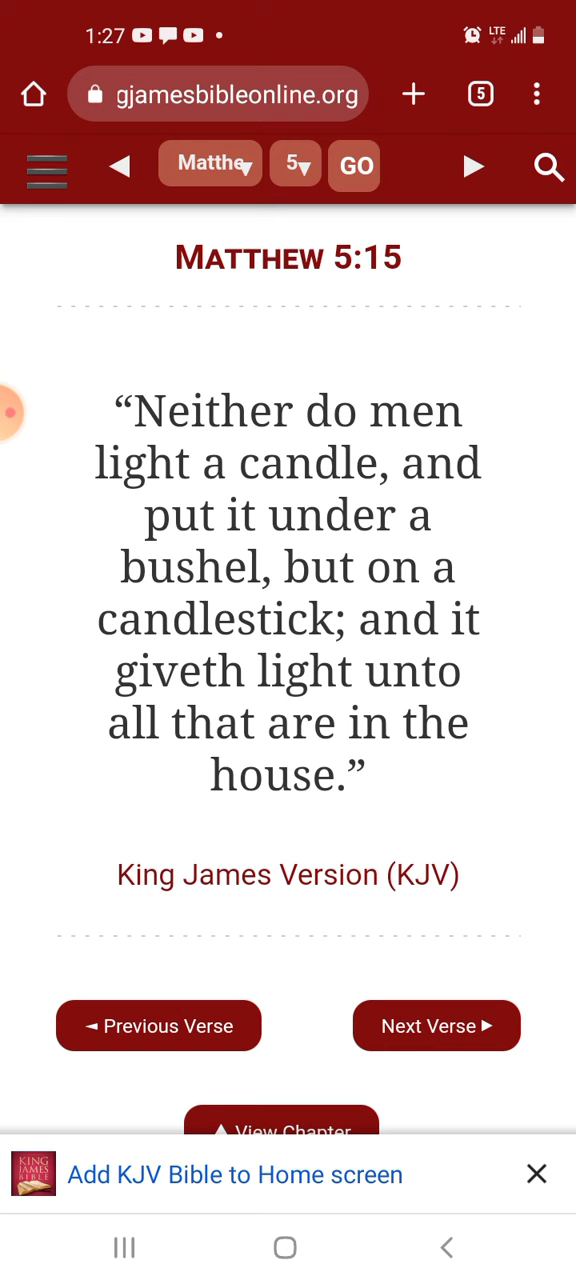 1:27
LTE
gjamesbibleonline.org
5
Matthe
5
GO
MATTHEW 5:15
“Neither do men
light a candle, and
put it under a
bushel, but on a
candlestick; and it
giveth light unto
all that are in the
house.”
King James Version (KJV)
◄ Previous Verse
Next Verse ►
▲ View Chapter
KING
JAMES
BIBLE
Add KJV Bible to Home screen